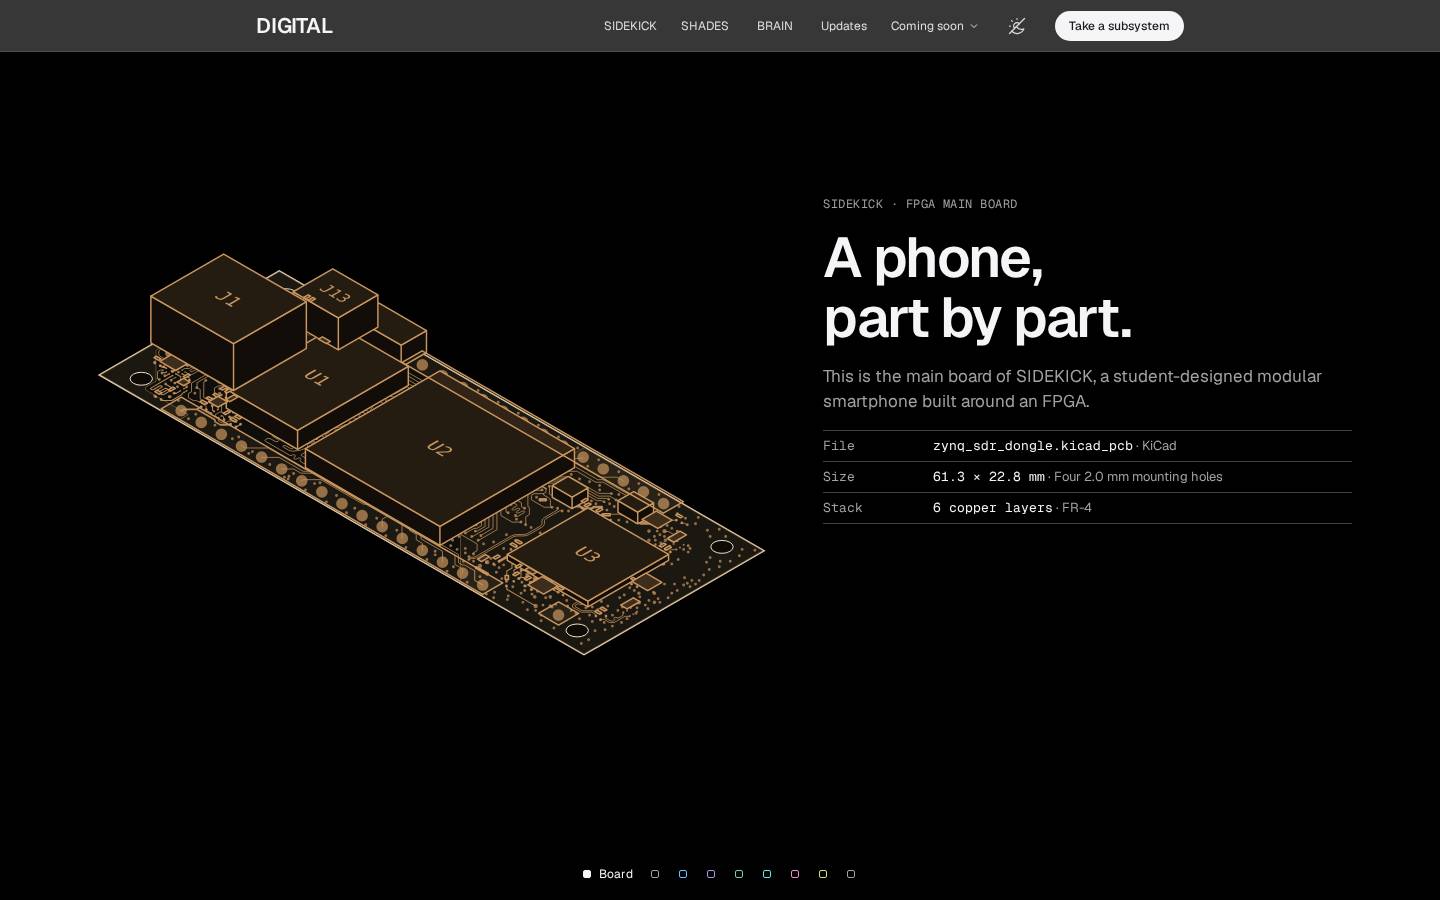 DIGITAL
SIDEKICK SHADES BRAIN Updates Coming soon Take a subsystem
SIDEKICK · FPGA MAIN BOARD
A phone,
part by part.
This is the main board of SIDEKICK, a student-designed modular
smartphone built around an FPGA.
File zynq_sdr_dongle.kicad_pcb · KiCad
Size 61.3 × 22.8 mm · Four 2.0 mm mounting holes
Stack 6 copper layers · FR-4
J1
J13
U1
U2
U3
Board